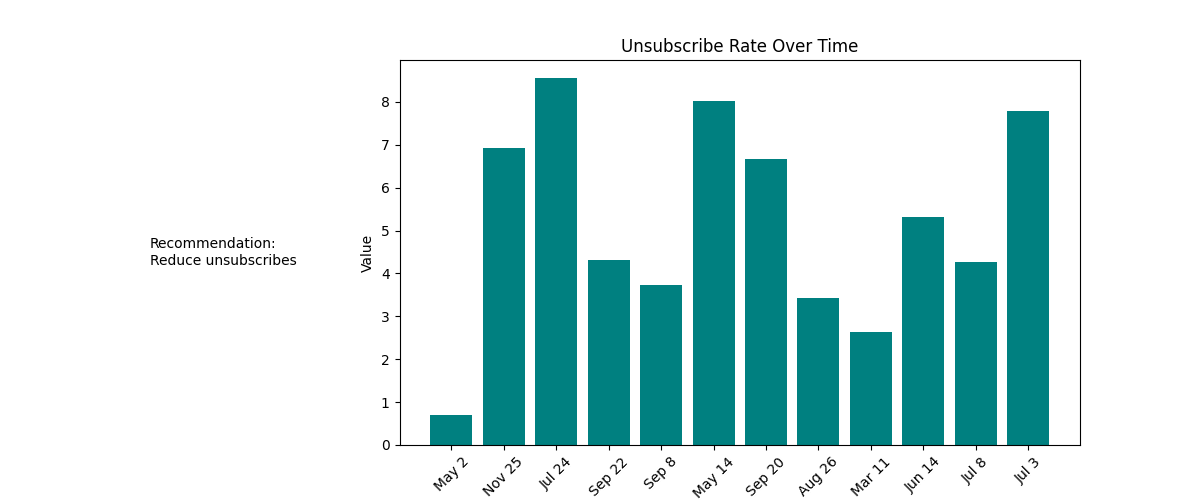 Unsubscribe Rate Over Time
Recommendation:
Reduce unsubscribes
Value
8
7
6
5
4
3
2
1
0
May 2
Nov 25
Jul 24
Sep 22
Sep 8
May 14
Sep 20
Aug 26
Mar 11
Jun 14
Jul 8
Jul 3